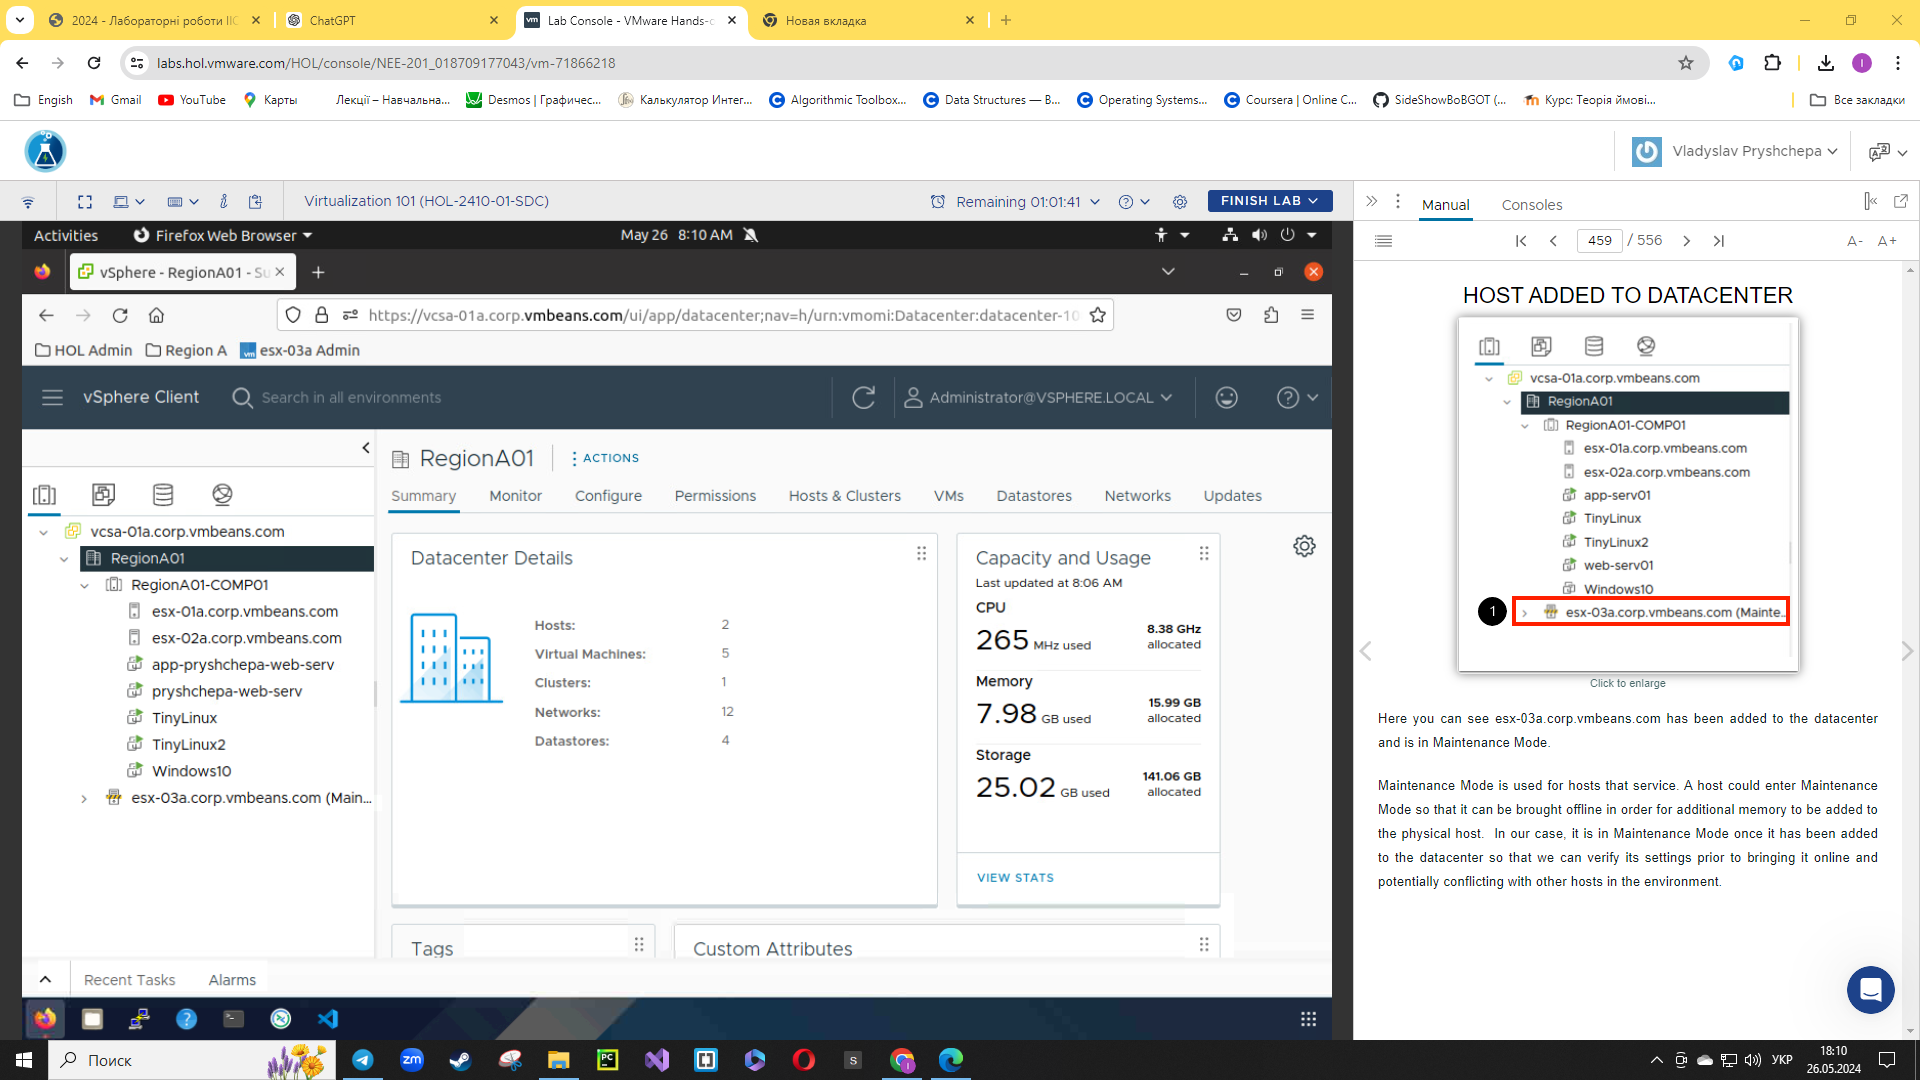 2024 - Лабораторні роботи ІІС
ChatGPT
Lab Console - VMware Hands-o
Новая вкладка
labs.hol.vmware.com/HOL/console/NEE-201_018709177043/vm-71866218
Engish
Gmail
YouTube
Карты
Лекції – Навчальна...
Desmos | Графичес...
Калькулятор Интег...
Algorithmic Toolbox...
Data Structures — В...
Operating Systems...
Coursera | Online C...
SideShowBoBGOT (...
Курс: Теорія ймові...
Все закладки
Vladyslav Pryshchepa
Virtualization 101 (HOL-2410-01-SDC)
Remaining 01:01:41
FINISH LAB
Manual
Consoles
Activities
Firefox Web Browser
May 26 8:10 AM
459 / 556
A- A+
vSphere - RegionA01 - Su
https://vcsa-01a.corp.vmbeans.com/ui/app/datacenter;nav=h/urn:vmomi:Datacenter:datacenter-10
HOL Admin
Region A
vm
esx-03a Admin
vSphere Client
Search in all environments
Administrator@VSPHERE.LOCAL
RegionA01
ACTIONS
Summary
Monitor
Configure
Permissions
Hosts & Clusters
VMs
Datastores
Networks
Updates
vcsa-01a.corp.vmbeans.com
RegionA01
RegionA01-COMP01
esx-01a.corp.vmbeans.com
esx-02a.corp.vmbeans.com
app-pryshchepa-web-serv
pryshchepa-web-serv
TinyLinux
TinyLinux2
Windows10
esx-03a.corp.vmbeans.com (Main...
Datacenter Details
Hosts: 2
Virtual Machines: 5
Clusters: 1
Networks: 12
Datastores: 4
Capacity and Usage
Last updated at 8:06 AM
CPU
265 MHz used
8.38 GHz
allocated
Memory
7.98 GB used
15.99 GB
allocated
Storage
25.02 GB used
141.06 GB
allocated
VIEW STATS
Tags
Custom Attributes
Recent Tasks
Alarms
HOST ADDED TO DATACENTER
vcsa-01a.corp.vmbeans.com
RegionA01
RegionA01-COMP01
esx-01a.corp.vmbeans.com
esx-02a.corp.vmbeans.com
app-serv01
TinyLinux
TinyLinux2
web-serv01
Windows10
1
esx-03a.corp.vmbeans.com (Mainte...
Click to enlarge
Here you can see esx-03a.corp.vmbeans.com has been added to the datacenter
and is in Maintenance Mode.
Maintenance Mode is used for hosts that service. A host could enter Maintenance
Mode so that it can be brought offline in order for additional memory to be added to
the physical host. In our case, it is in Maintenance Mode once it has been added
to the datacenter so that we can verify its settings prior to bringing it online and
potentially conflicting with other hosts in the environment.
Поиск
zm
PC
S
УКР
18:10
26.05.2024